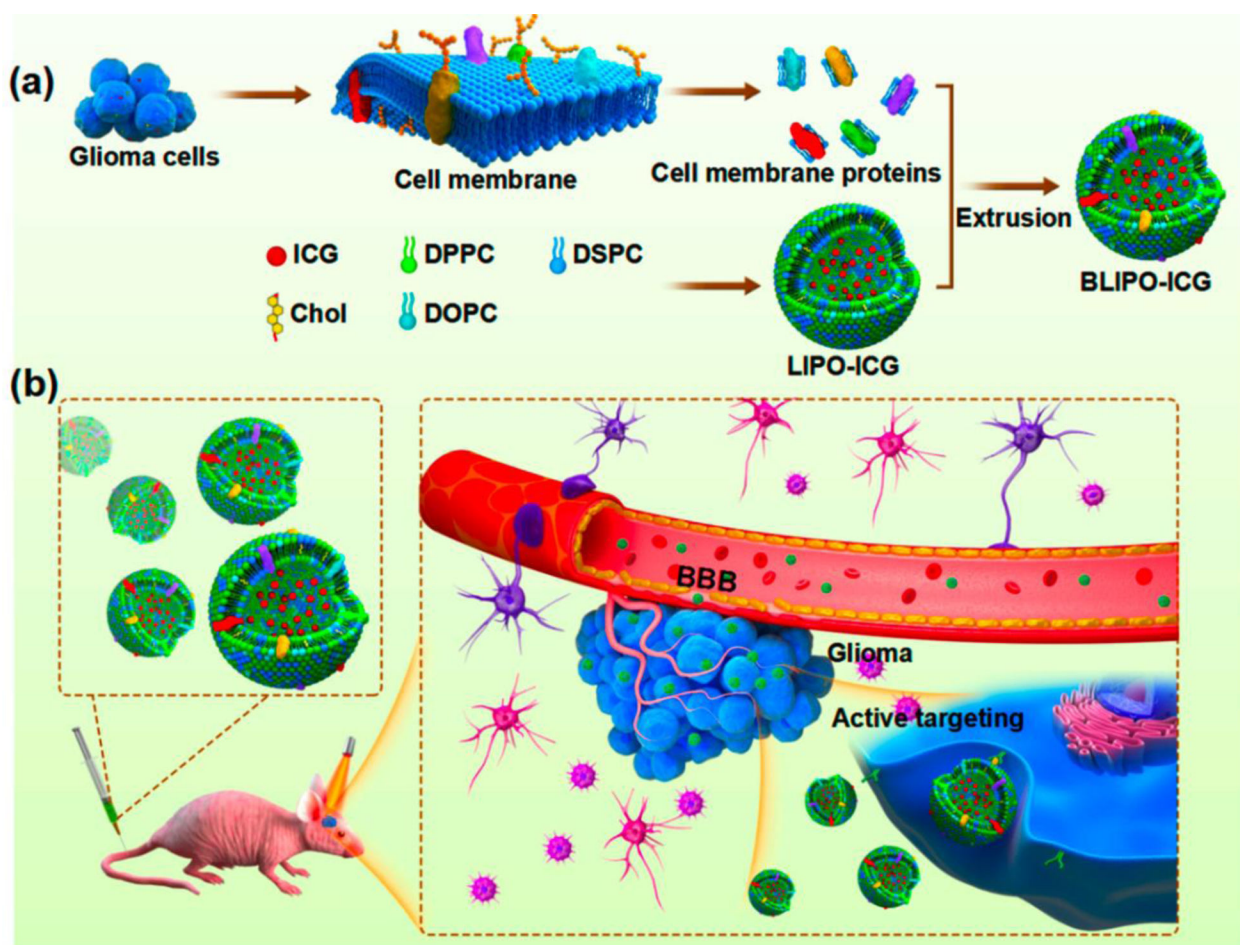 (a)
Glioma cells
Cell membrane
Cell membrane proteins
Extrusion
BLIPO-ICG
ICG
DPPC
DSPC
Chol
DOPC
LIPO-ICG
(b)
BBB
Glioma
Active targeting